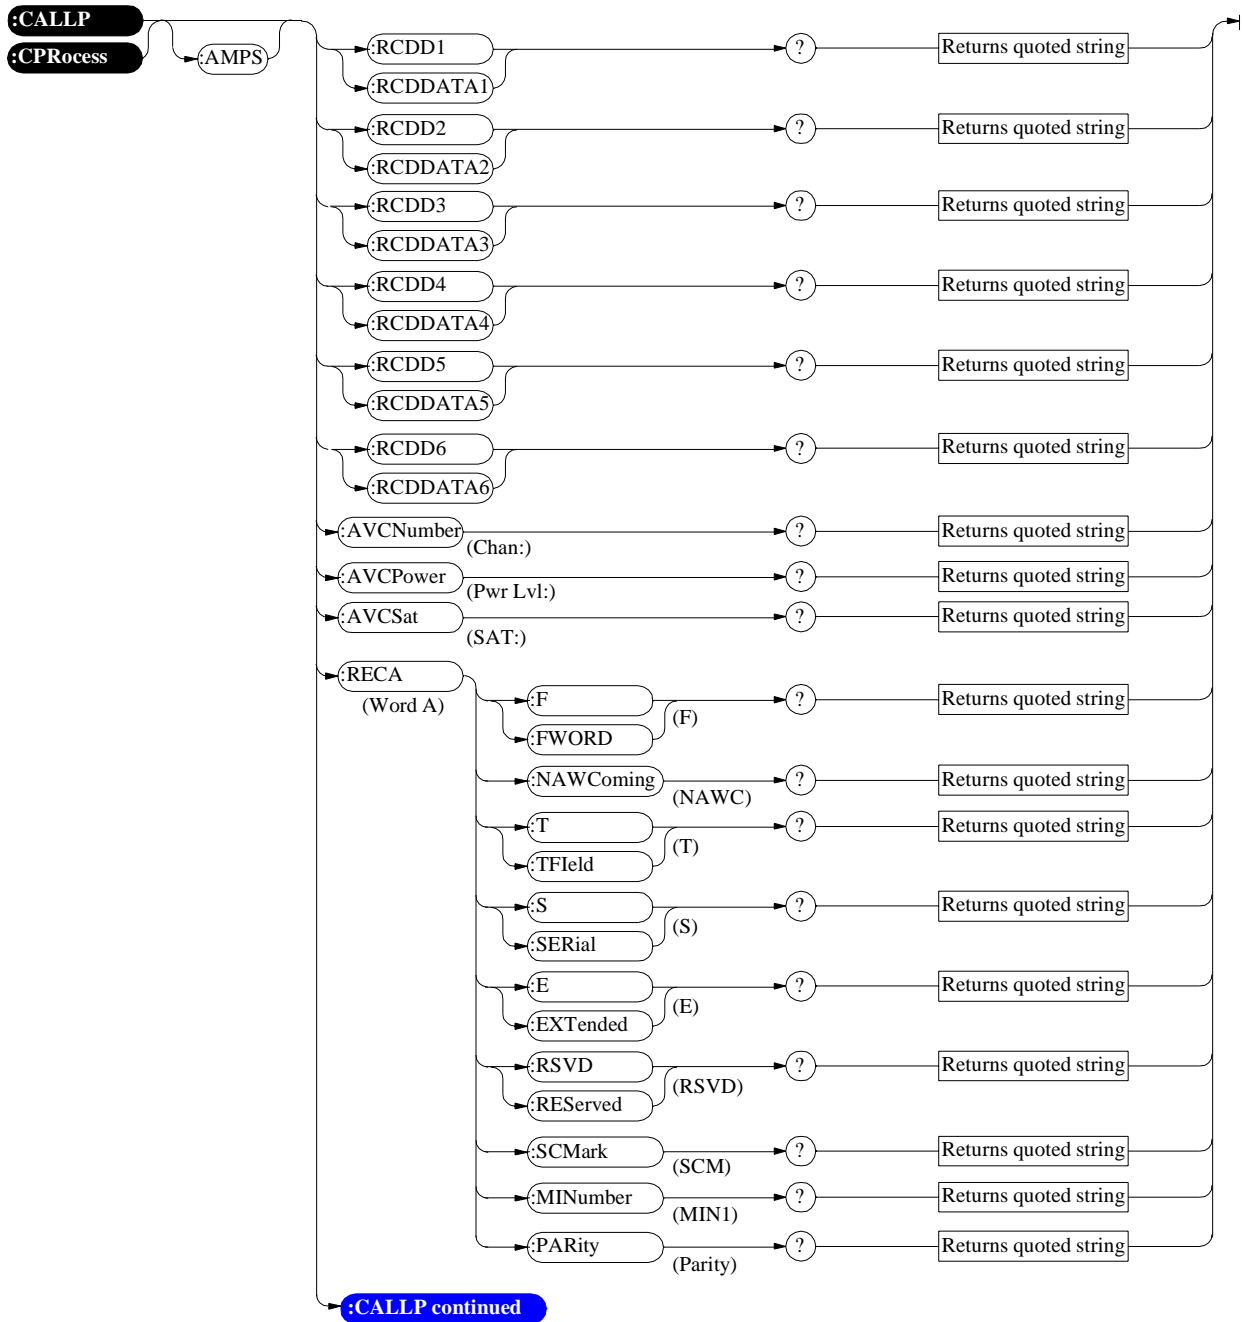 :CALLP
:CPRocess
:AMPS
:RCDD1 ? Returns quoted string
:RCDDATA1
:RCDD2 ? Returns quoted string
:RCDDATA2
:RCDD3 ? Returns quoted string
:RCDDATA3
:RCDD4 ? Returns quoted string
:RCDDATA4
:RCDD5 ? Returns quoted string
:RCDDATA5
:RCDD6 ? Returns quoted string
:RCDDATA6
:AVCNumber ? Returns quoted string
(Chan:)
:AVCPower ? Returns quoted string
(Pwr Lvl:)
:AVCSat ? Returns quoted string
(SAT:)
:RECA
(Word A)
:F ? Returns quoted string
(F)
:FWORD
:NAWComing ? Returns quoted string
(NAWC)
:T ? Returns quoted string
(T)
:TFIeld
:S ? Returns quoted string
(S)
:SERial
:E ? Returns quoted string
(E)
:EXTended
:RSVD ? Returns quoted string
(RSVD)
:REServed
:SCMark ? Returns quoted string
(SCM)
:MINumber ? Returns quoted string
(MIN1)
:PARity ? Returns quoted string
(Parity)
:CALLP continued